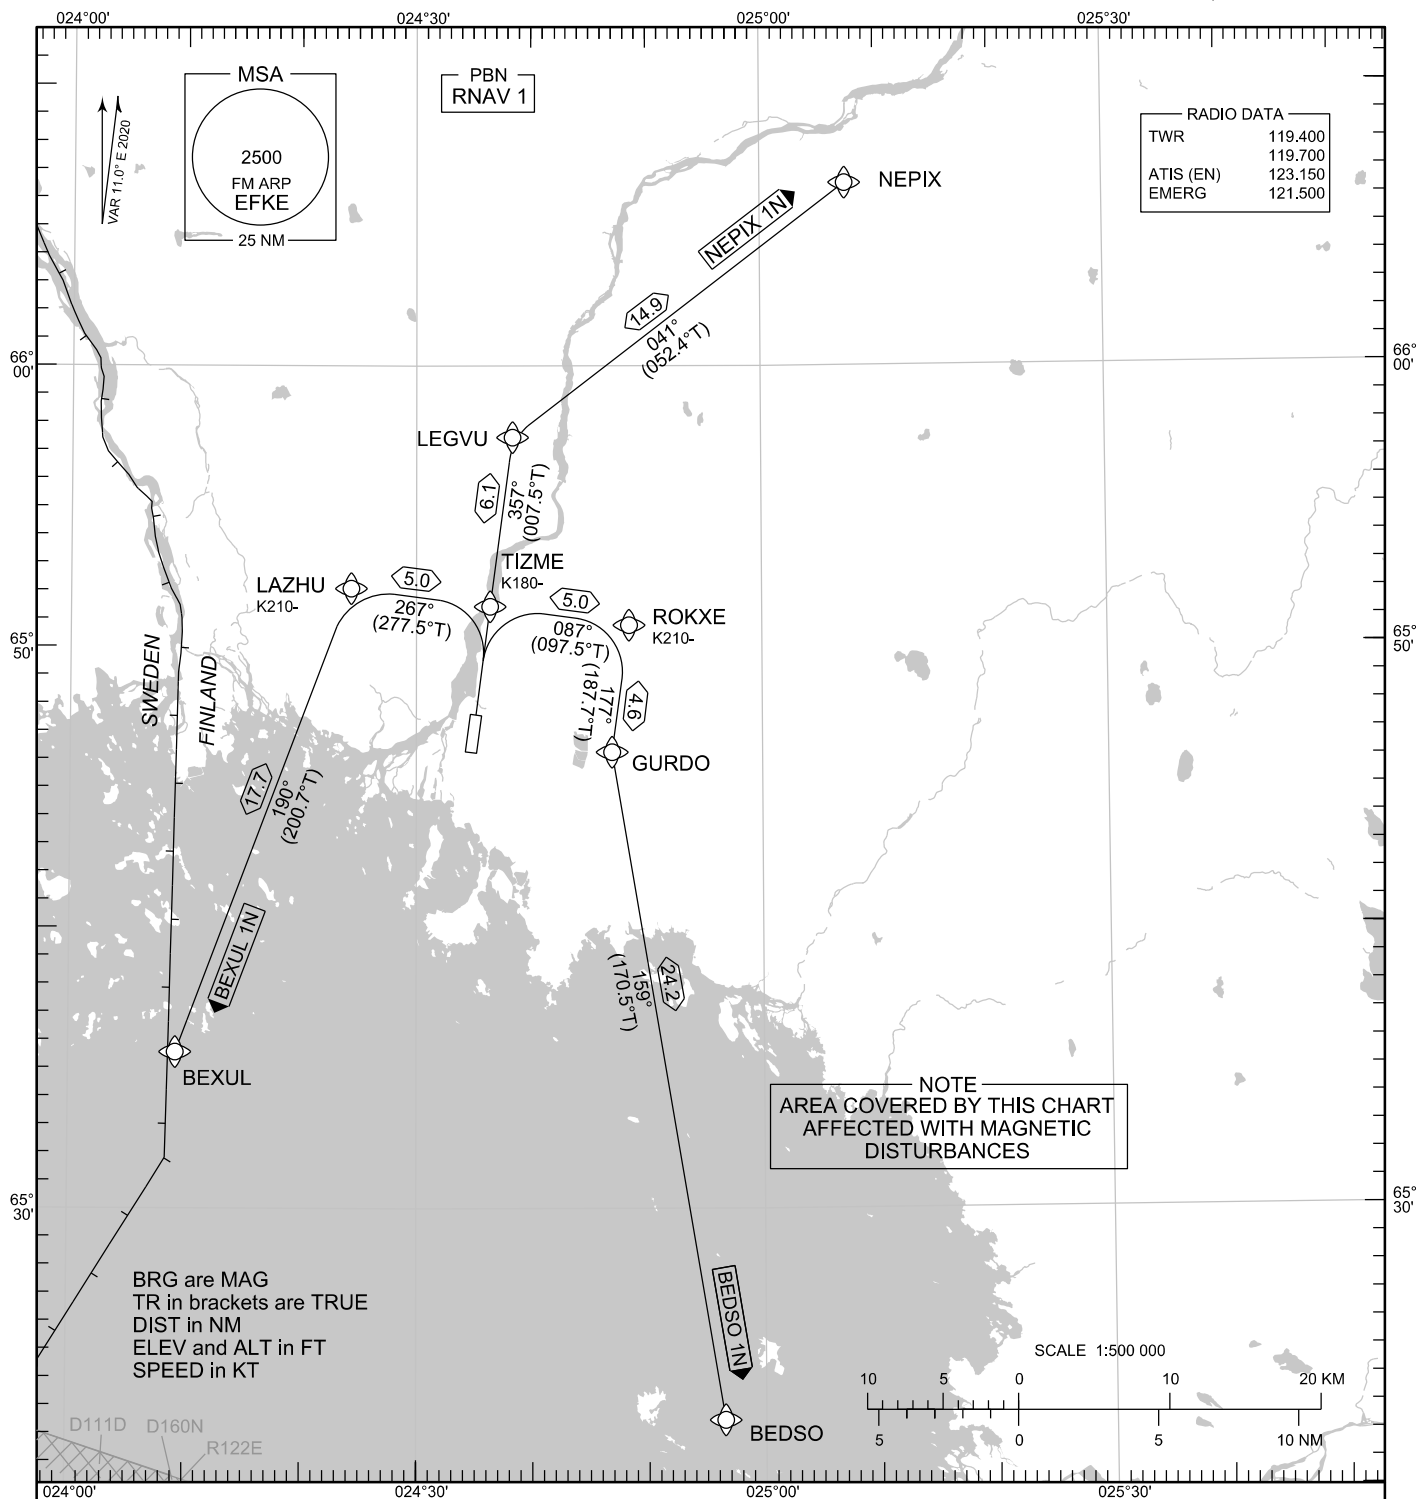 024°00'
024°30'
025°00'
025°30'
MSA
2500
FM ARP
EFKE
25 NM
VAR 11.0° E 2020
PBN
RNAV 1
RADIO DATA
TWR 119.400
119.700
ATIS (EN) 123.150
EMERG 121.500
NEPIX
NEPIX 1N
14.9
041°
(052.4°T)
66°
00'
66°
00'
LEGVU
6.1
357°
(007.5°T)
TIZME
K180-
LAZHU
K210-
5.0
267°
(277.5°T)
5.0
087°
(097.5°T)
ROKXE
K210-
65°
50'
65°
50'
SWEDEN
FINLAND
177°
(187.7°T)
4.6
GURDO
17.7
190°
(200.7°T)
BEXUL 1N
BEXUL
24.2
159°
(170.5°T)
NOTE
AREA COVERED BY THIS CHART
AFFECTED WITH MAGNETIC
DISTURBANCES
65°
30'
65°
30'
BRG are MAG
TR in brackets are TRUE
DIST in NM
ELEV and ALT in FT
SPEED in KT
BEDSO 1N
BEDSO
SCALE 1:500 000
10 5 0 10 20 KM
5 0 5 10 NM
D111D
D160N
R122E
024°00'
024°30'
025°00'
025°30'